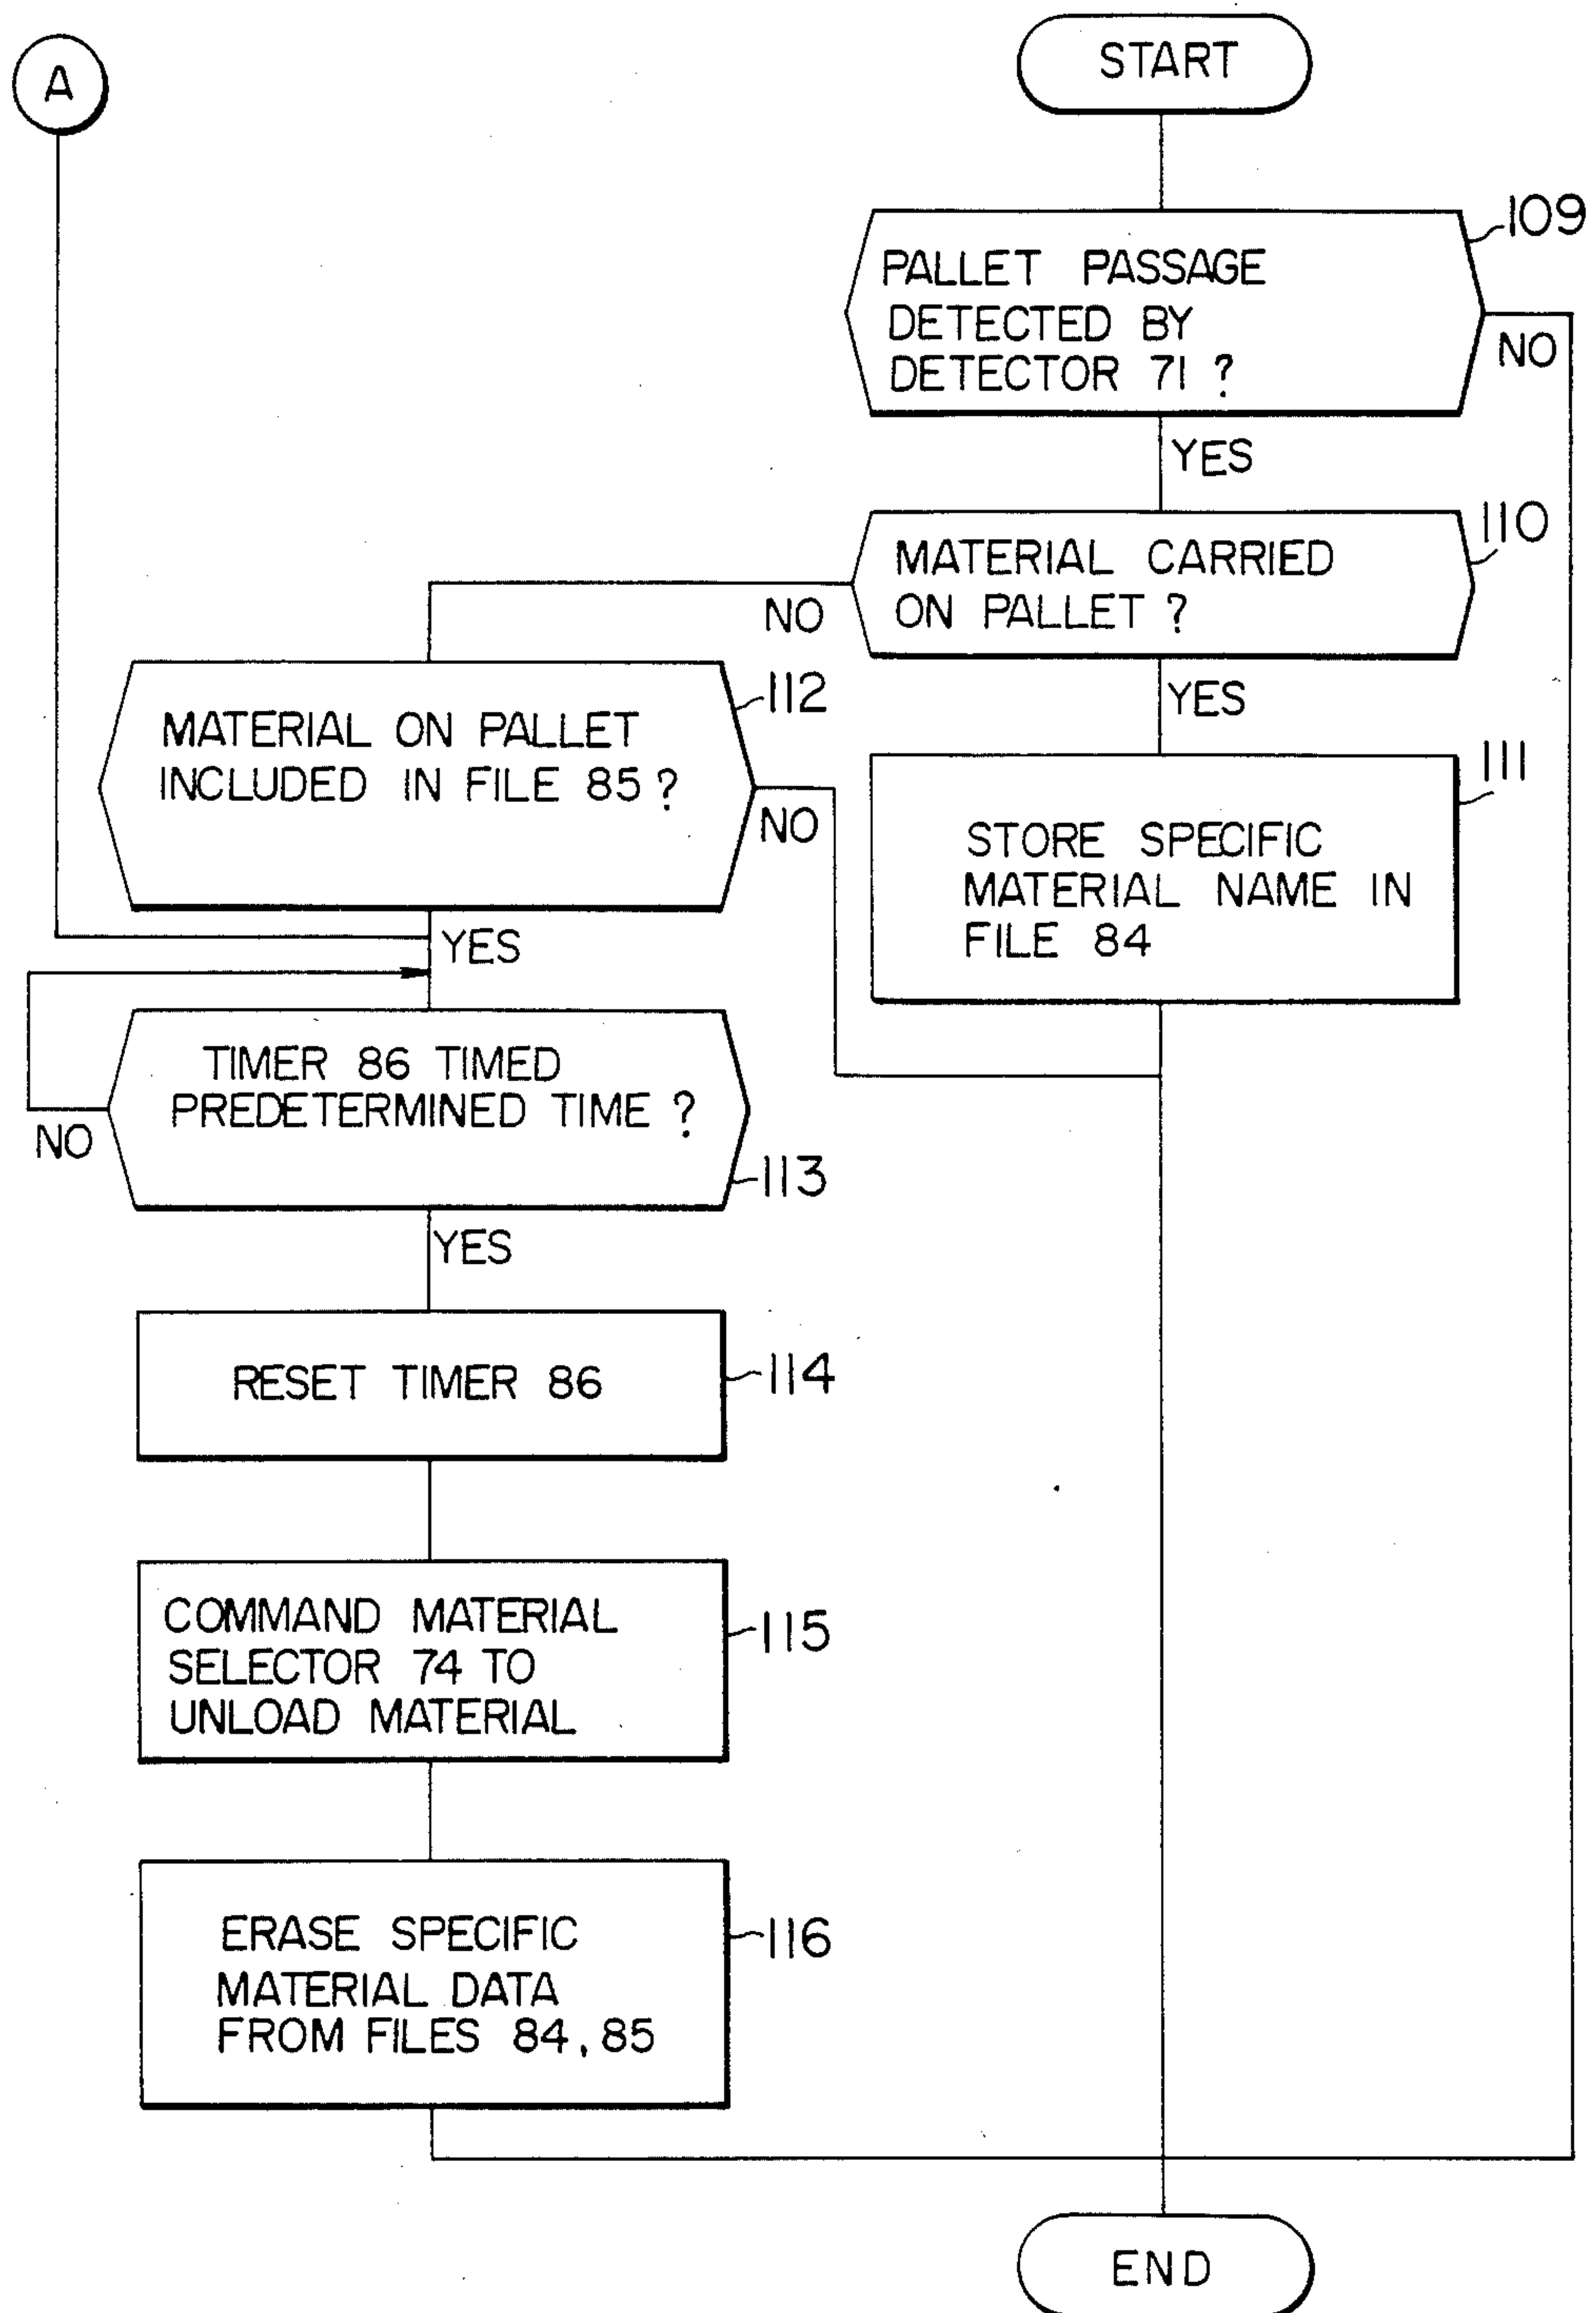 A
START
109
PALLET PASSAGE
DETECTED BY
DETECTOR 71 ?
NO
YES
110
MATERIAL CARRIED
ON PALLET ?
NO
YES
112
MATERIAL ON PALLET
INCLUDED IN FILE 85 ?
NO
YES
111
STORE SPECIFIC
MATERIAL NAME IN
FILE 84
TIMER 86 TIMED
PREDETERMINED TIME ?
NO
113
YES
RESET TIMER 86
114
COMMAND MATERIAL
SELECTOR 74 TO
UNLOAD MATERIAL
115
ERASE SPECIFIC
MATERIAL DATA
FROM FILES 84, 85
116
END